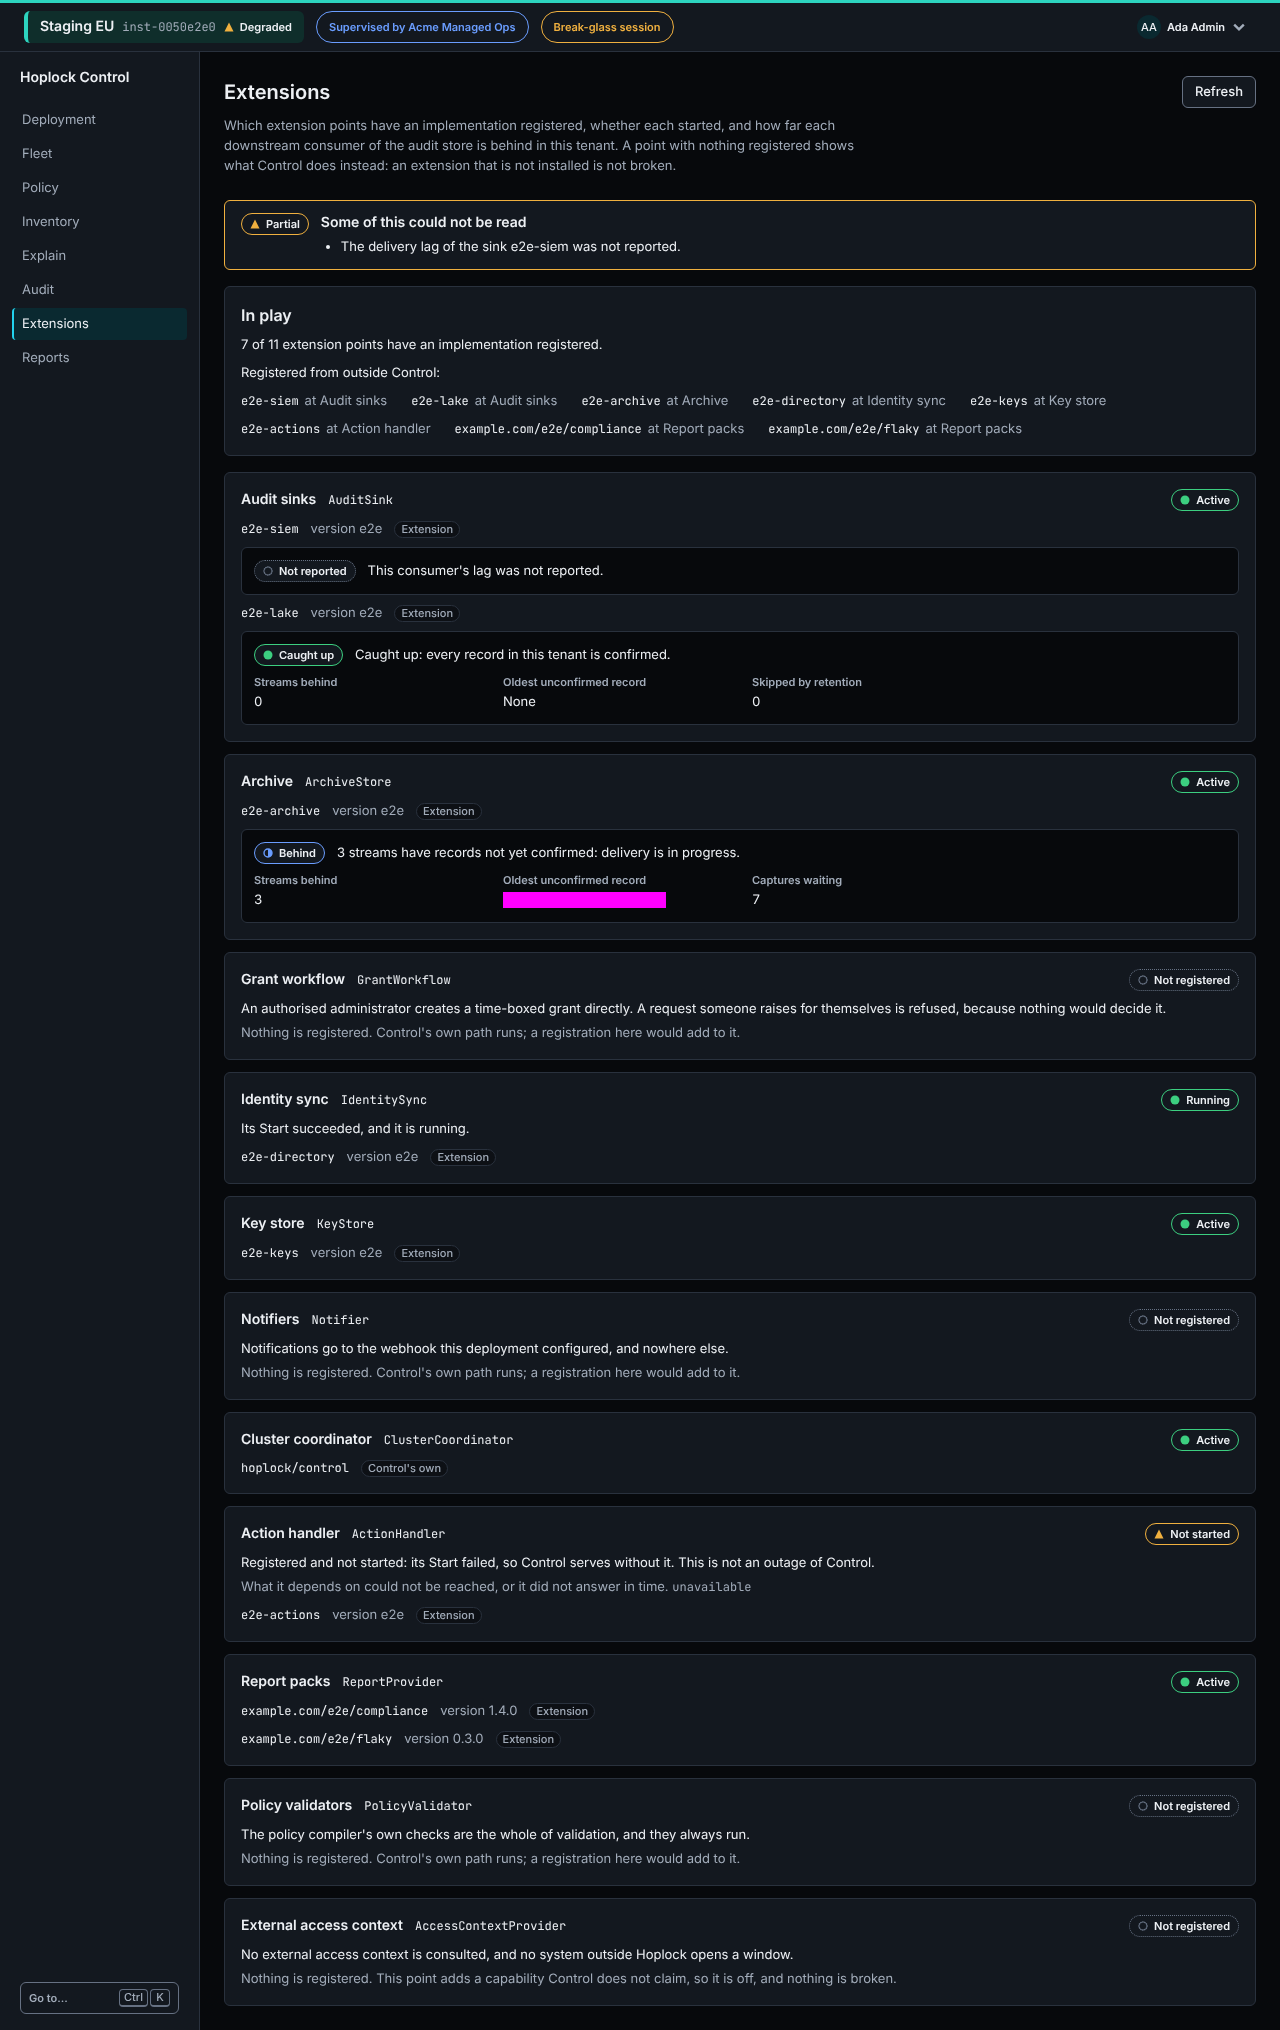 Staging EU inst-0050e2e0 Degraded Supervised by Acme Managed Ops Break-glass session AA Ada Admin
Hoplock Control
Deployment
Fleet
Policy
Inventory
Explain
Audit
Extensions
Reports
Go to... Ctrl K
Extensions
Refresh
Which extension points have an implementation registered, whether each started, and how far each
downstream consumer of the audit store is behind in this tenant. A point with nothing registered shows
what Control does instead: an extension that is not installed is not broken.
Partial Some of this could not be read
• The delivery lag of the sink e2e-siem was not reported.
In play
7 of 11 extension points have an implementation registered.
Registered from outside Control:
e2e-siem at Audit sinks e2e-lake at Audit sinks e2e-archive at Archive e2e-directory at Identity sync e2e-keys at Key store
e2e-actions at Action handler example.com/e2e/compliance at Report packs example.com/e2e/flaky at Report packs
Audit sinks AuditSink Active
e2e-siem version e2e Extension
Not reported This consumer's lag was not reported.
e2e-lake version e2e Extension
Caught up Caught up: every record in this tenant is confirmed.
Streams behind Oldest unconfirmed record Skipped by retention
0 None 0
Archive ArchiveStore Active
e2e-archive version e2e Extension
Behind 3 streams have records not yet confirmed: delivery is in progress.
Streams behind Oldest unconfirmed record Captures waiting
3 7
Grant workflow GrantWorkflow Not registered
An authorised administrator creates a time-boxed grant directly. A request someone raises for themselves is refused, because nothing would decide it.
Nothing is registered. Control's own path runs; a registration here would add to it.
Identity sync IdentitySync Running
Its Start succeeded, and it is running.
e2e-directory version e2e Extension
Key store KeyStore Active
e2e-keys version e2e Extension
Notifiers Notifier Not registered
Notifications go to the webhook this deployment configured, and nowhere else.
Nothing is registered. Control's own path runs; a registration here would add to it.
Cluster coordinator ClusterCoordinator Active
hoplock/control Control's own
Action handler ActionHandler Not started
Registered and not started: its Start failed, so Control serves without it. This is not an outage of Control.
What it depends on could not be reached, or it did not answer in time. unavailable
e2e-actions version e2e Extension
Report packs ReportProvider Active
example.com/e2e/compliance version 1.4.0 Extension
example.com/e2e/flaky version 0.3.0 Extension
Policy validators PolicyValidator Not registered
The policy compiler's own checks are the whole of validation, and they always run.
Nothing is registered. Control's own path runs; a registration here would add to it.
External access context AccessContextProvider Not registered
No external access context is consulted, and no system outside Hoplock opens a window.
Nothing is registered. This point adds a capability Control does not claim, so it is off, and nothing is broken.